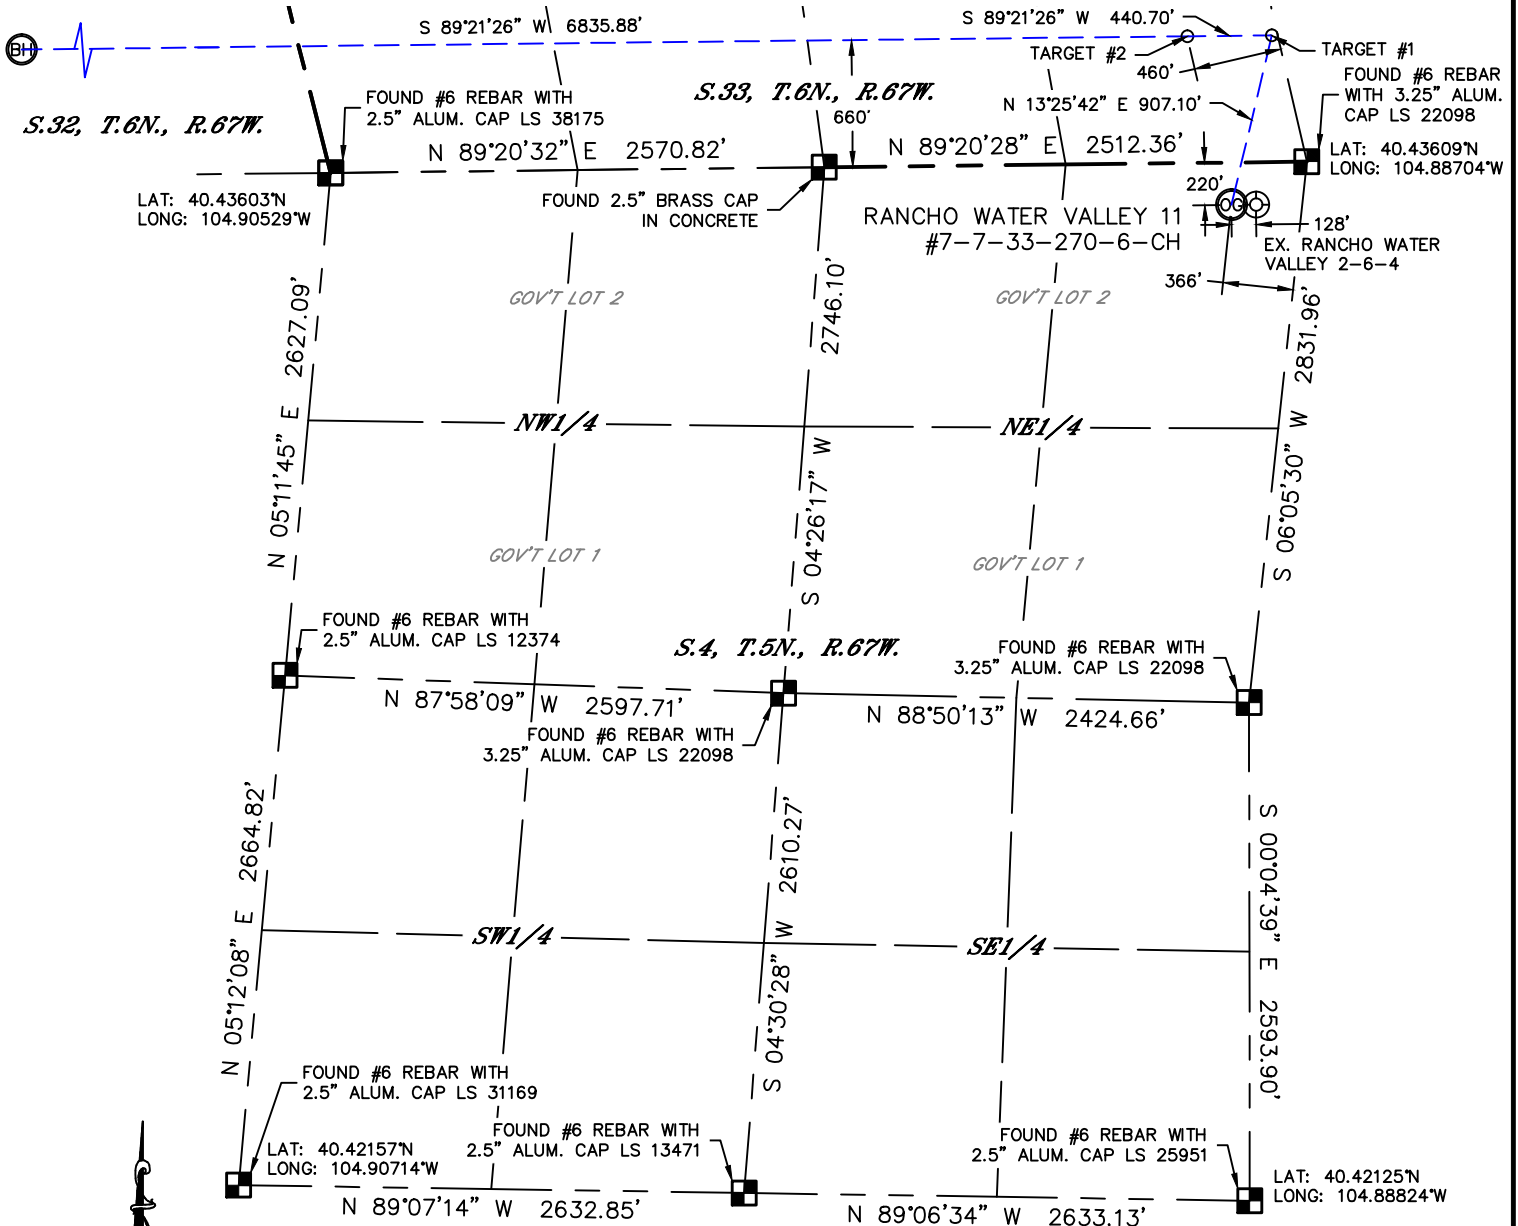 S 89°21'26" W 6835.88'
S 89°21'26" W 440.70'
BH
TARGET #2
TARGET #1
460'
FOUND #6 REBAR
WITH 3.25" ALUM.
CAP LS 22098
S.32, T.6N., R.67W.
FOUND #6 REBAR WITH
2.5" ALUM. CAP LS 38175
S.33, T.6N., R.67W.
660'
N 13°25'42" E 907.10'
N 89°20'32" E 2570.82'
N 89°20'28" E 2512.36'
LAT: 40.43609°N
LONG: 104.88704°W
LAT: 40.43603°N
LONG: 104.90529°W
FOUND 2.5" BRASS CAP
IN CONCRETE
220'
RANCHO WATER VALLEY 11
#7-7-33-270-6-CH
OG
128'
EX. RANCHO WATER
VALLEY 2-6-4
366'
GOV'T LOT 2
GOV'T LOT 2
N 05°11'45" E 2627.09'
S 04°26'17" W 2746.10'
S 06°05'30" W 2831.96'
NW1/4
NE1/4
GOV'T LOT 1
GOV'T LOT 1
FOUND #6 REBAR WITH
2.5" ALUM. CAP LS 12374
S.4, T.5N., R.67W.
FOUND #6 REBAR WITH
3.25" ALUM. CAP LS 22098
N 87°58'09" W 2597.71'
N 88°50'13" W 2424.66'
FOUND #6 REBAR WITH
3.25" ALUM. CAP LS 22098
N 05°12'08" E 2664.82'
S 04°30'28" W 2610.27'
S 00°04'39" E 2593.90'
SW1/4
SE1/4
FOUND #6 REBAR WITH
2.5" ALUM. CAP LS 31169
LAT: 40.42157°N
LONG: 104.90714°W
FOUND #6 REBAR WITH
2.5" ALUM. CAP LS 13471
FOUND #6 REBAR WITH
2.5" ALUM. CAP LS 25951
LAT: 40.42125°N
LONG: 104.88824°W
N 89°07'14" W 2632.85'
N 89°06'34" W 2633.13'